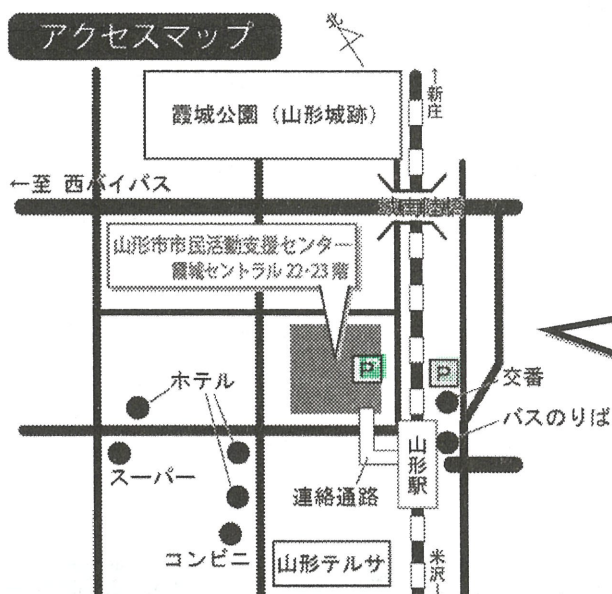 アクセスマップ
北
霞城公園（山形城跡）
↑新庄
←至 西バイパス
城南陸橋
山形市市民活動支援センター
霞城セントラル22・23階
P
P
ホテル
交番
バスのりば
スーパー
山形駅
連絡通路
コンビニ
山形テルサ
米沢↓